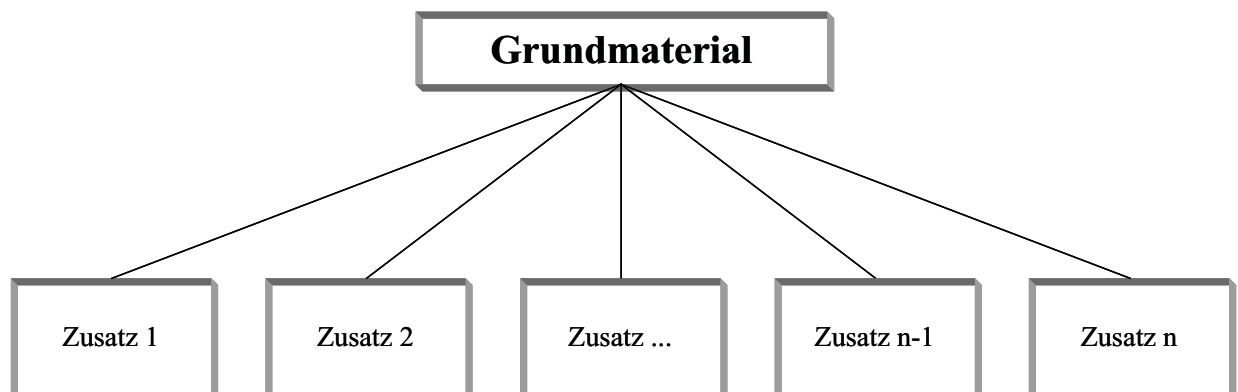 Grundmaterial
Zusatz 1
Zusatz 2
Zusatz ...
Zusatz n-1
Zusatz n